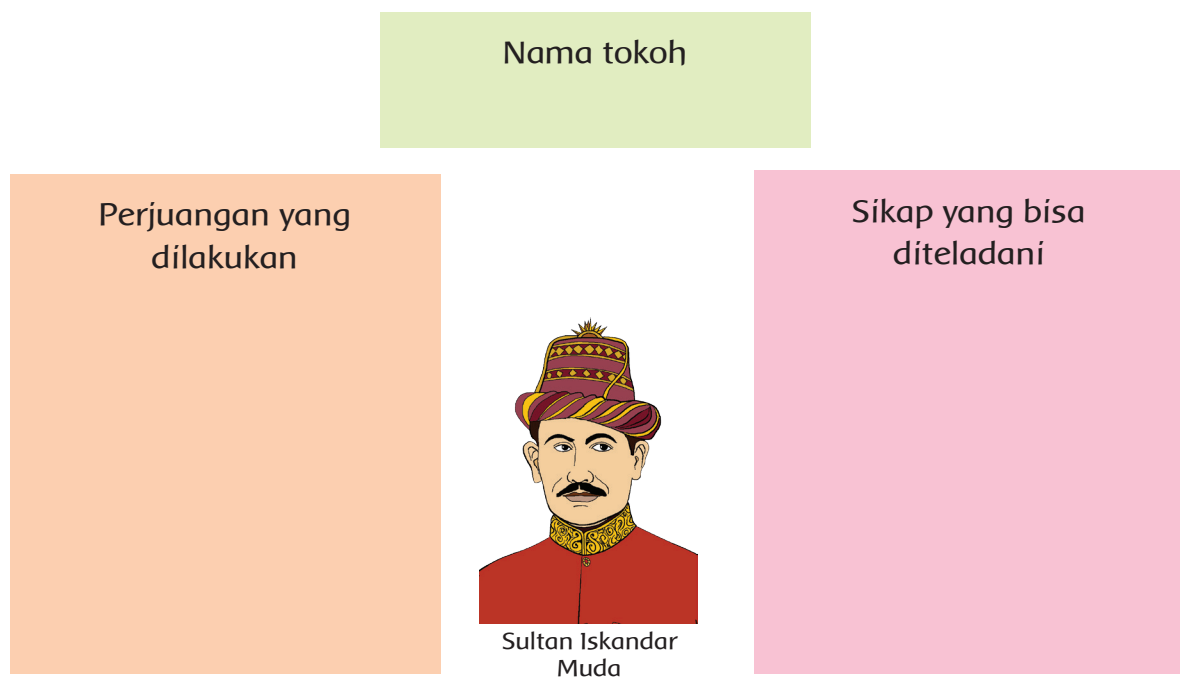 Nama tokoh
Perjuangan yang
dilakukan
Sikap yang bisa
diteladani
Sultan Iskandar
Muda